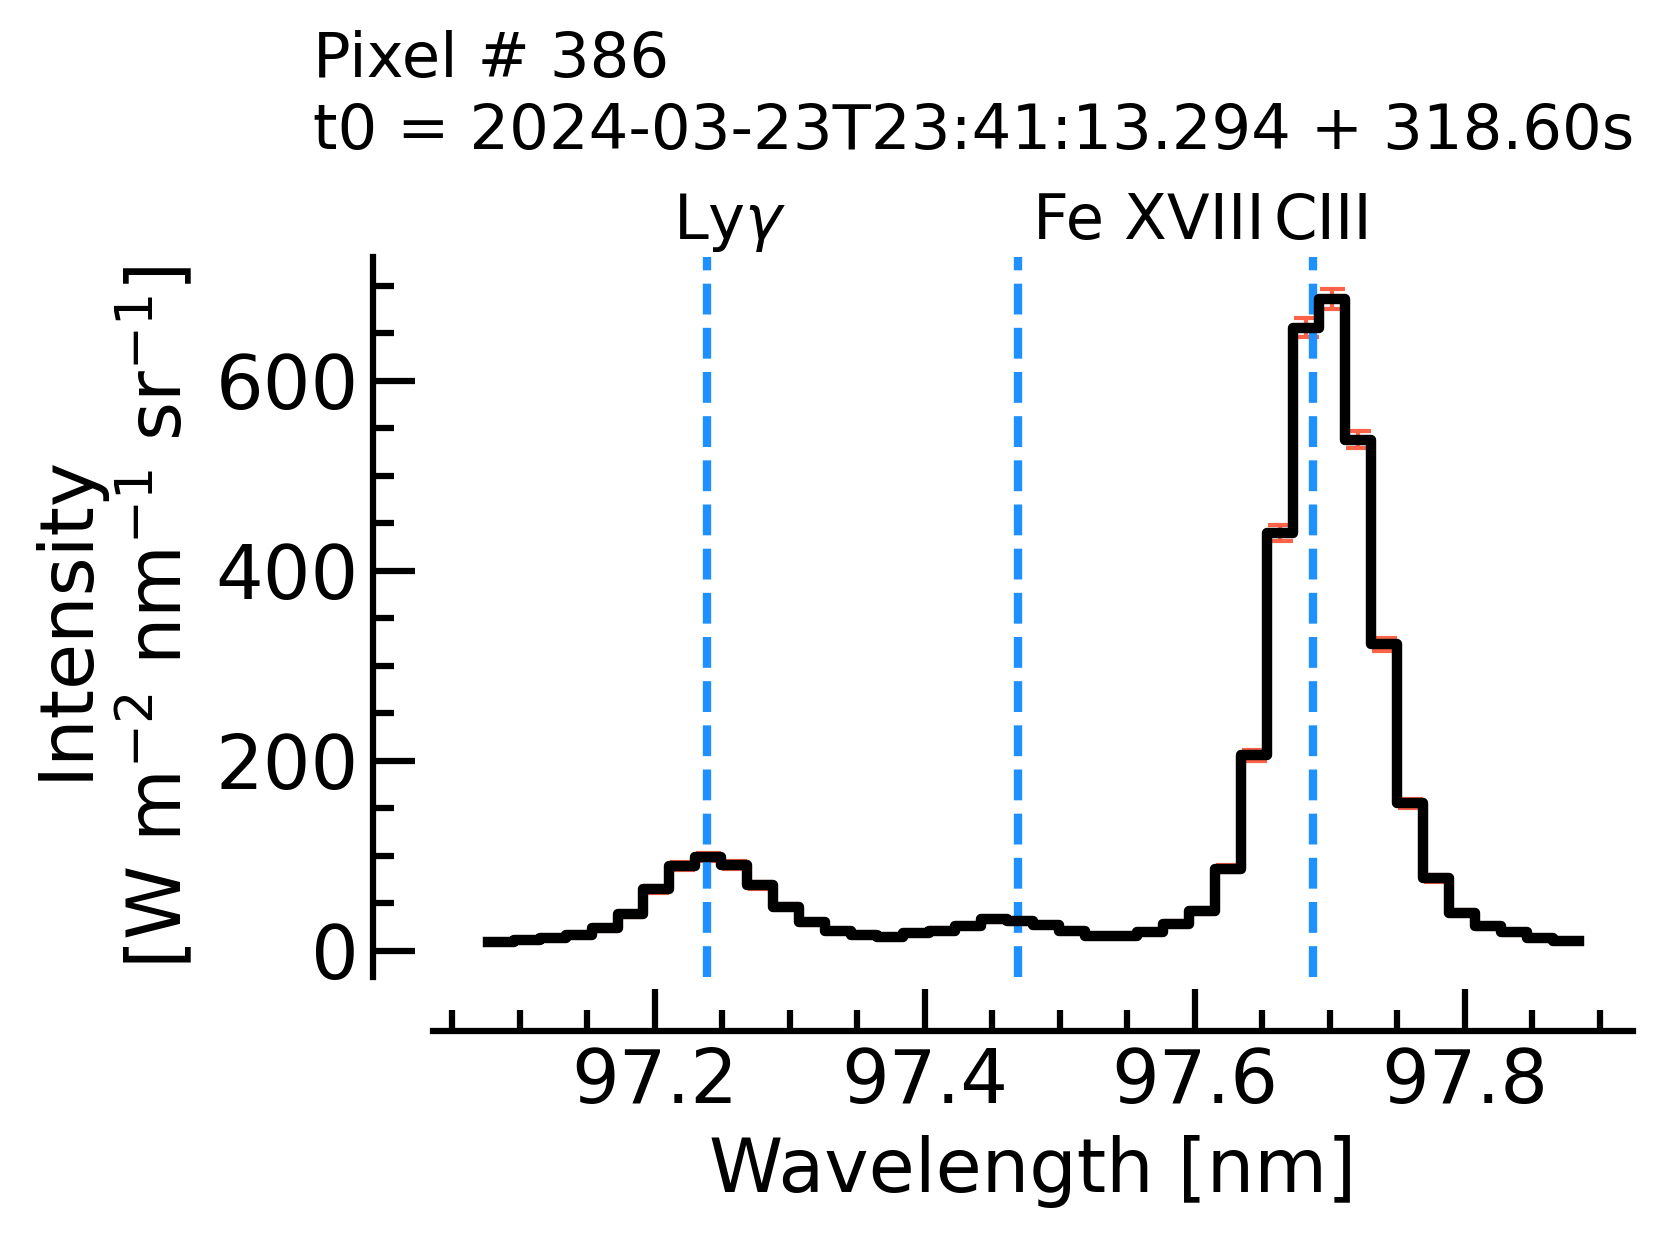 Pixel # 386
t0 = 2024-03-23T23:41:13.294 + 318.60s
Lyγ Fe XVIII CIII
Intensity
[W m⁻² nm⁻¹ sr⁻¹]
600
400
200
0
97.2 97.4 97.6 97.8
Wavelength [nm]